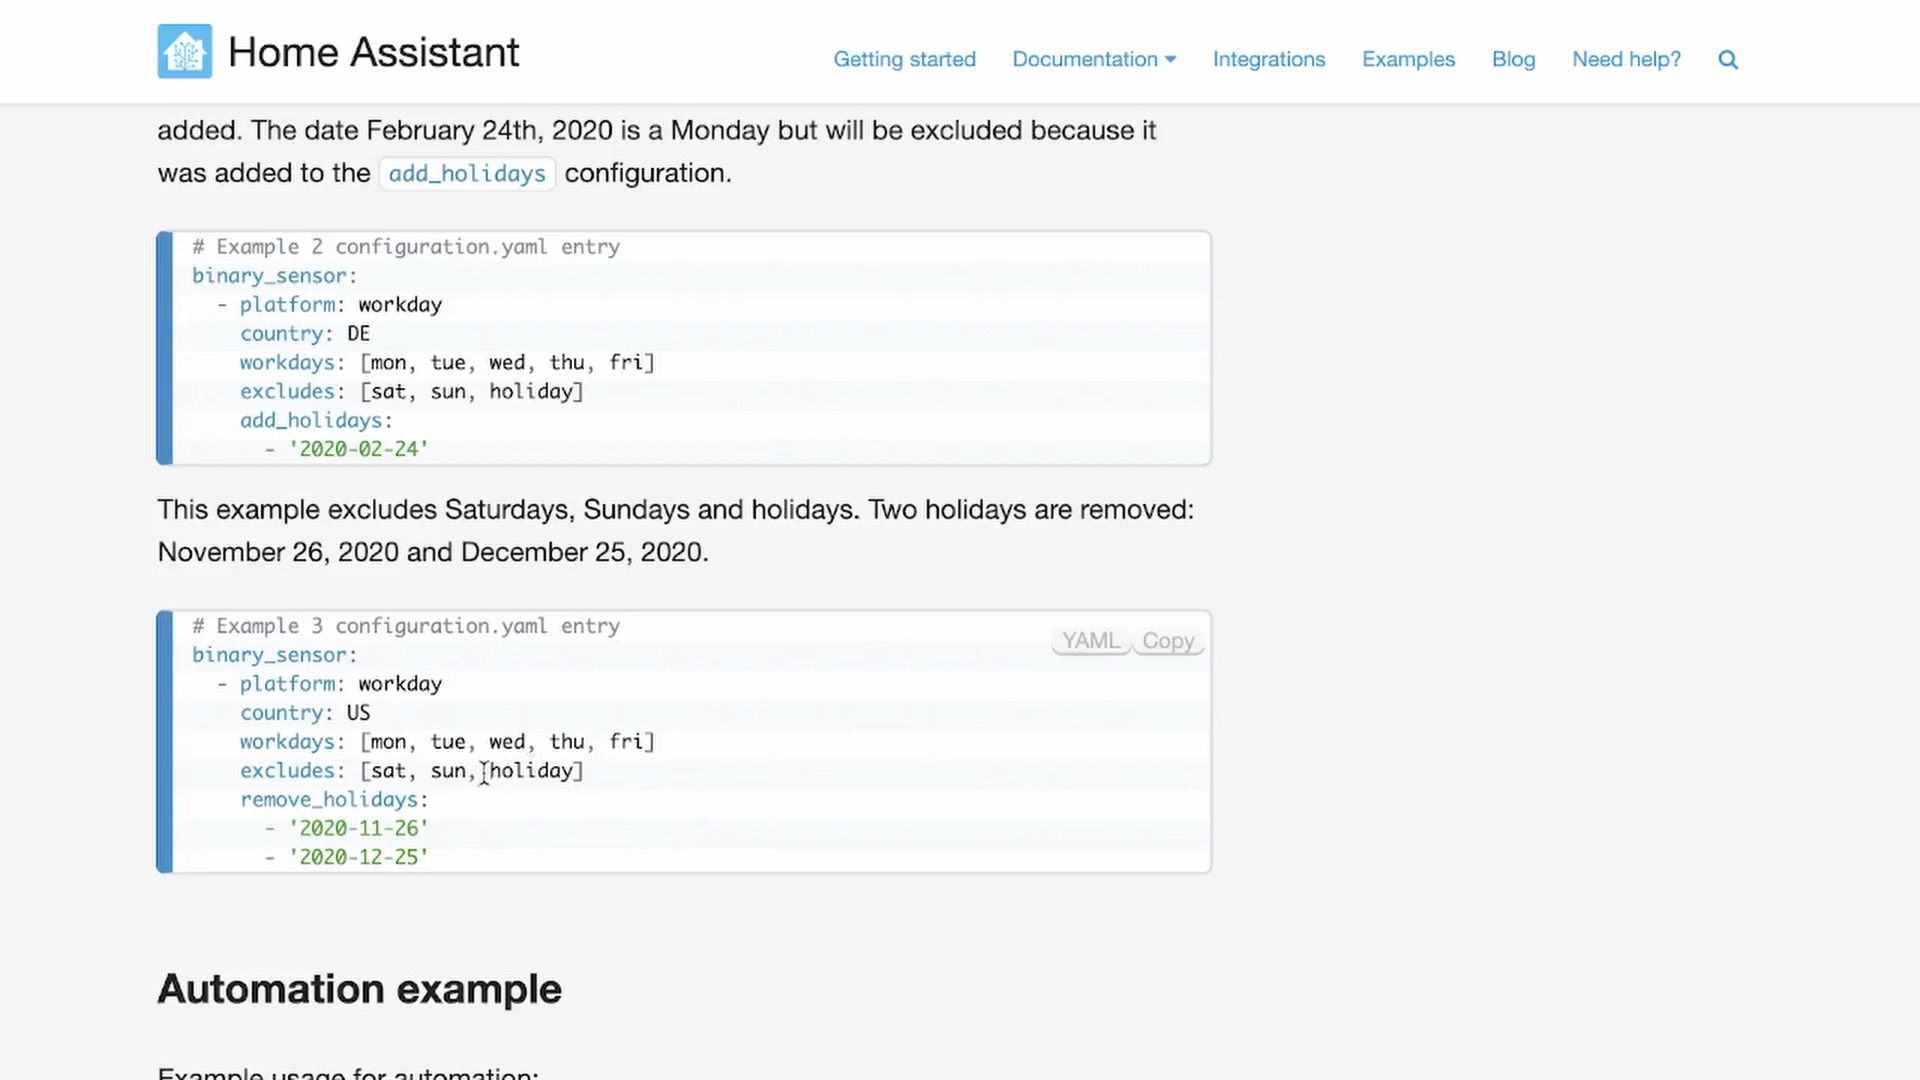 Home Assistant
Getting started Documentation Integrations Examples Blog Need help?
added. The date February 24th, 2020 is a Monday but will be excluded because it
was added to the add_holidays configuration.
# Example 2 configuration.yaml entry
binary_sensor:
  - platform: workday
    country: DE
    workdays: [mon, tue, wed, thu, fri]
    excludes: [sat, sun, holiday]
    add_holidays:
      - '2020-02-24'
This example excludes Saturdays, Sundays and holidays. Two holidays are removed:
November 26, 2020 and December 25, 2020.
# Example 3 configuration.yaml entry
YAML Copy
binary_sensor:
  - platform: workday
    country: US
    workdays: [mon, tue, wed, thu, fri]
    excludes: [sat, sun, holiday]
    remove_holidays:
      - '2020-11-26'
      - '2020-12-25'
Automation example
Example usage for automation: